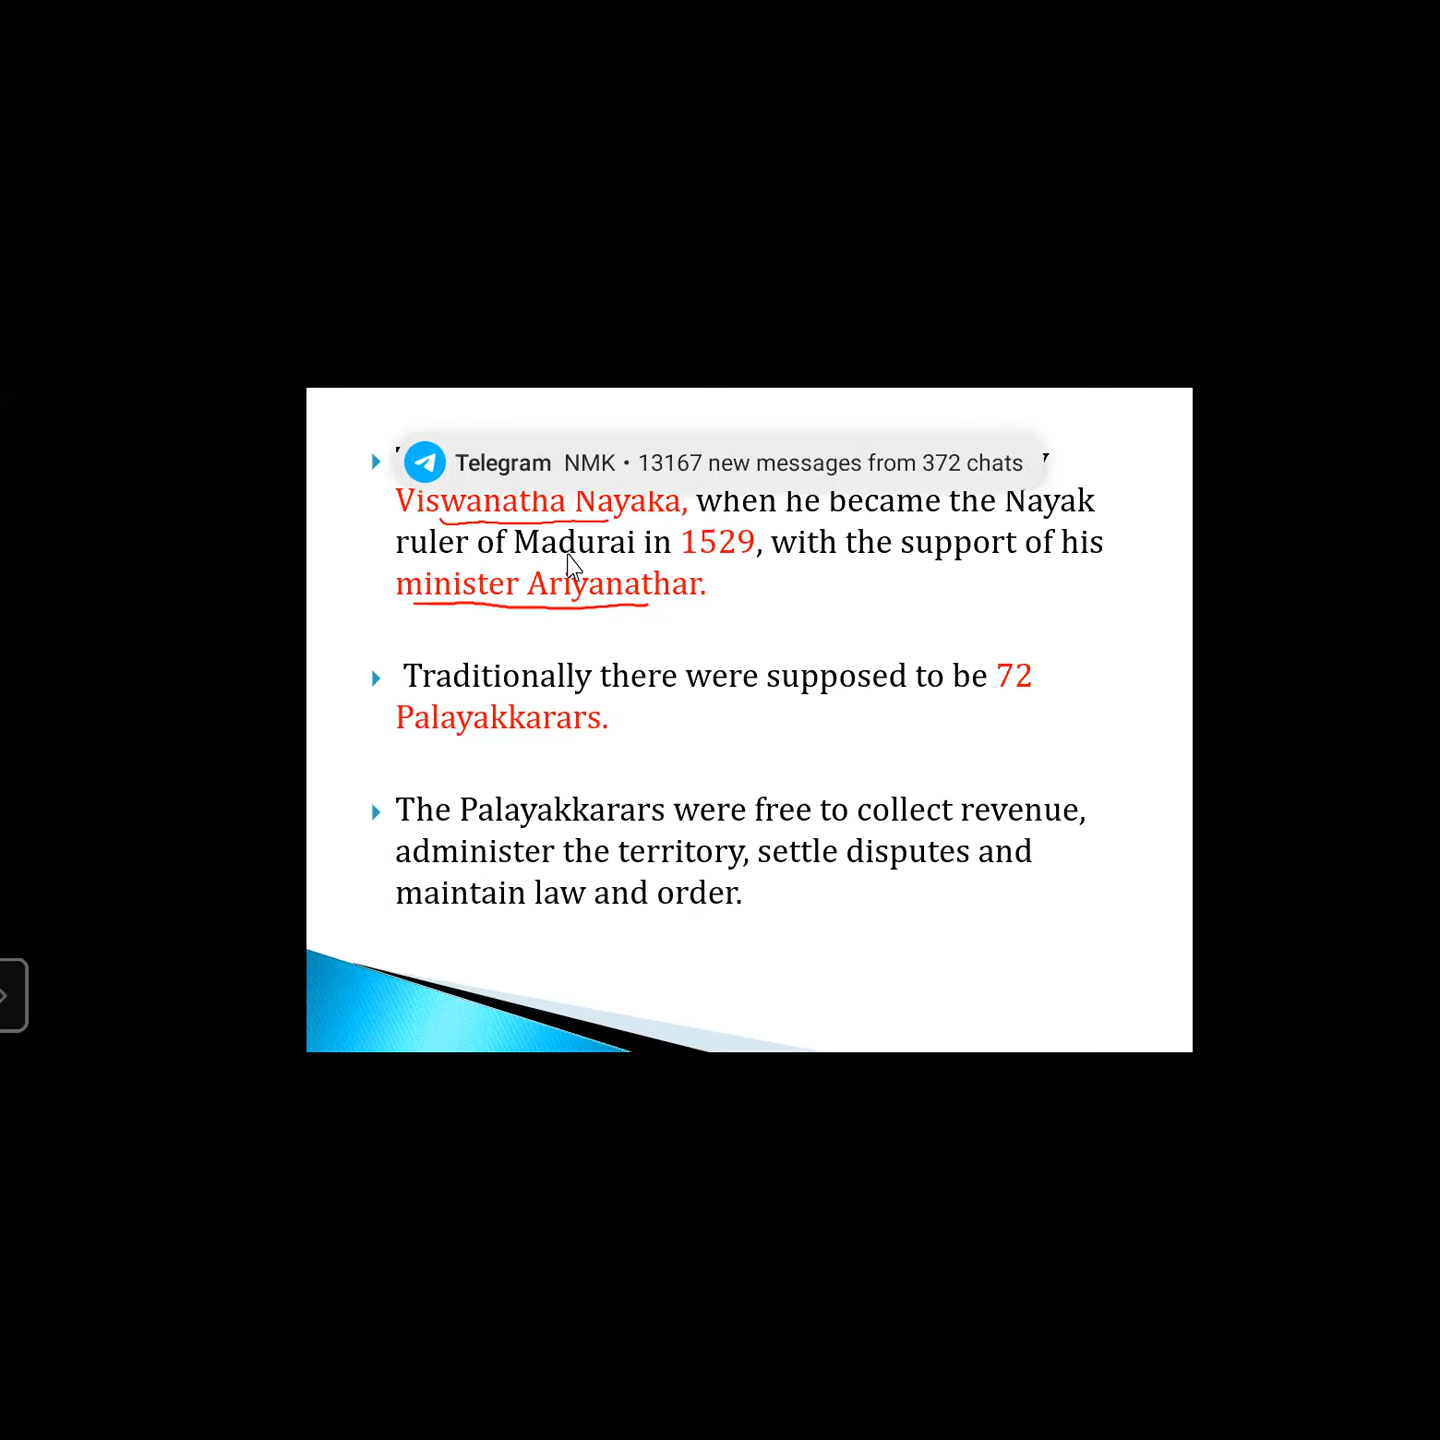 Telegram NMK • 13167 new messages from 372 chats
Viswanatha Nayaka, when he became the Nayak
ruler of Madurai in 1529, with the support of his
minister Ariyanathar.
Traditionally there were supposed to be 72
Palayakkarars.
The Palayakkarars were free to collect revenue,
administer the territory, settle disputes and
maintain law and order.